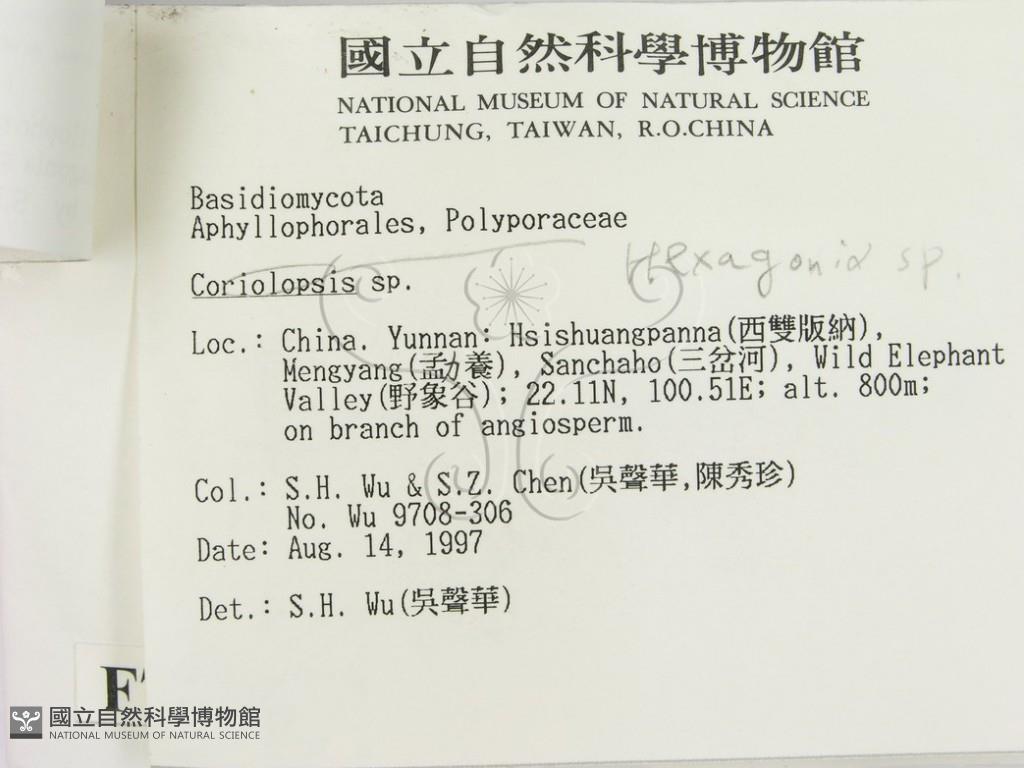 國立自然科學博物館
NATIONAL MUSEUM OF NATURAL SCIENCE
TAICHUNG, TAIWAN, R.O.CHINA
Basidiomycota
Aphyllophorales, Polyporaceae
Coriolopsis sp. Hexagonia sp.
Loc.: China. Yunnan: Hsishuangpanna(西雙版納),
Mengyang(孟力養), Sanchaho(三岔河), Wild Elephant
Valley(野象谷); 22.11N, 100.51E; alt. 800m;
on branch of angiosperm.
Col.: S.H. Wu & S.Z. Chen(吳聲華,陳秀珍)
No. Wu 9708-306
Date: Aug. 14, 1997
Det.: S.H. Wu(吳聲華)
國立自然科學博物館
NATIONAL MUSEUM OF NATURAL SCIENCE